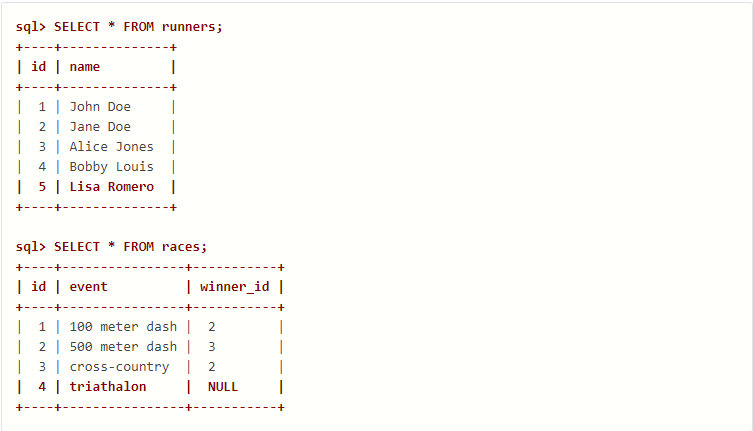 sql> SELECT * FROM runners;
+----+--------------+
| id | name         |
+----+--------------+
|  1 | John Doe     |
|  2 | Jane Doe     |
|  3 | Alice Jones  |
|  4 | Bobby Louis  |
|  5 | Lisa Romero  |
+----+--------------+
sql> SELECT * FROM races;
+----+----------------+-----------+
| id | event          | winner_id |
+----+----------------+-----------+
|  1 | 100 meter dash |  2        |
|  2 | 500 meter dash |  3        |
|  3 | cross-country  |  2        |
|  4 | triathalon     |  NULL     |
+----+----------------+-----------+